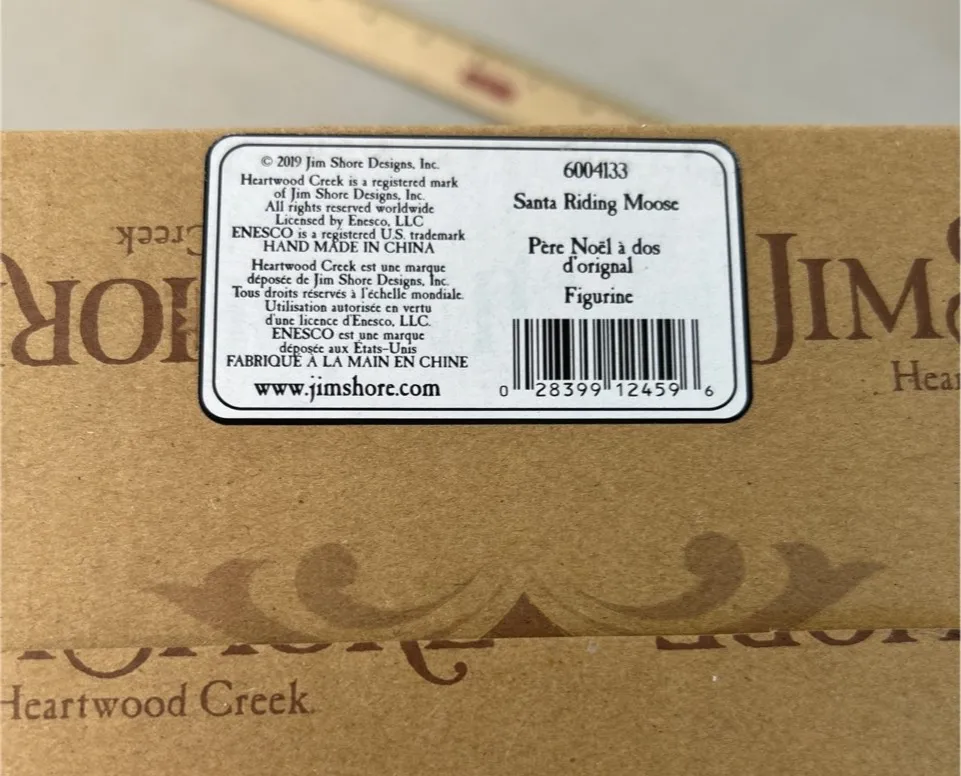 © 2019 Jim Shore Designs, Inc.
Heartwood Creek is a registered mark
of Jim Shore Designs, Inc.
All rights reserved worldwide
Licensed by Enesco, LLC
ENESCO is a registered U.S. trademark
HAND MADE IN CHINA
Heartwood Creek est une marque
déposée de Jim Shore Designs, Inc.
Tous droits réservés à l'échelle mondiale.
Utilisation autorisée en vertu
d'une licence d'Enesco, LLC.
ENESCO est une marque
déposée aux États-Unis
FABRIQUÉ À LA MAIN EN CHINE
www.jimshore.com
6004133
Santa Riding Moose
Père Noël à dos
d'orignal
Figurine
0 28399 12459 6
Creek
JIM
Heartwood Creek